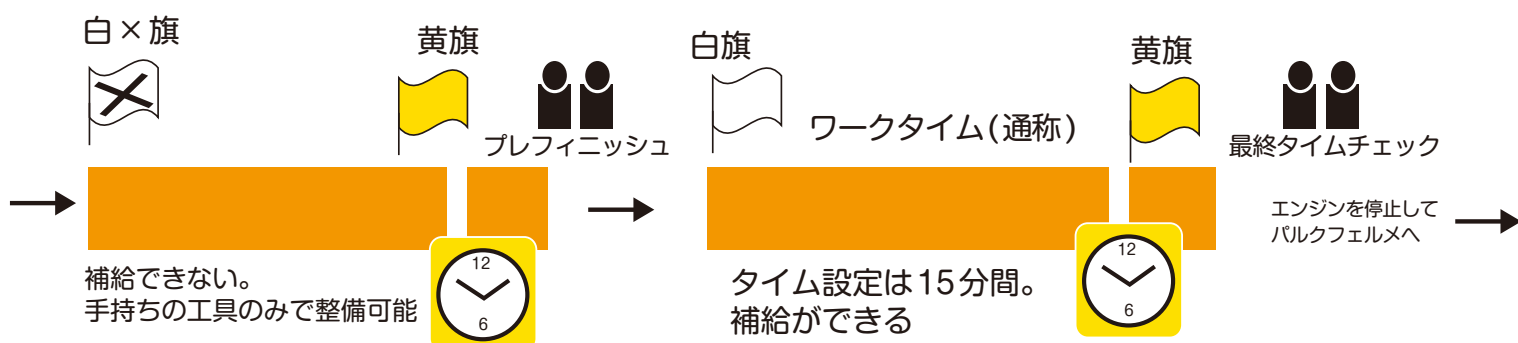 白×旗
黄旗
プレフィニッシュ
補給できない。
手持ちの工具のみで整備可能
12
6
白旗
ワークタイム(通称)
黄旗
最終タイムチェック
タイム設定は15分間。
補給ができる
12
6
エンジンを停止して
パルクフェルメへ